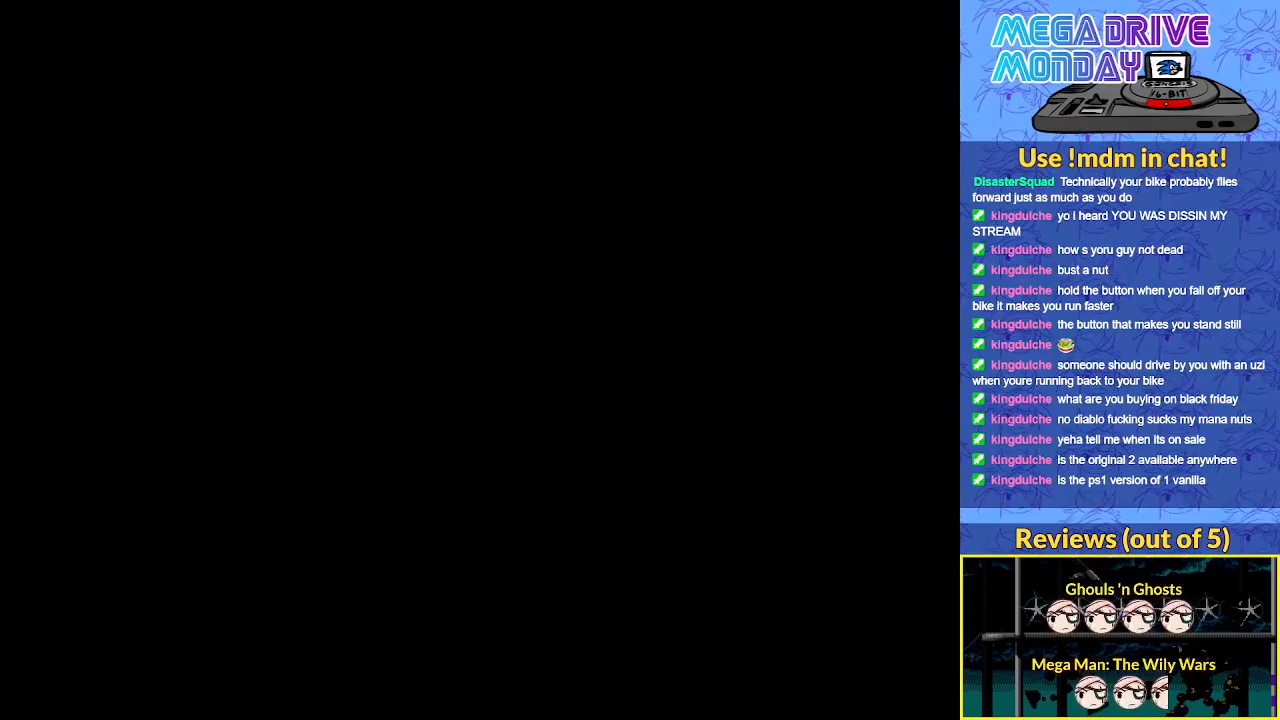 MEGA DRIVE
MONDAY
GENESIS
16-BIT
Use !mdm in chat!
DisasterSquad Technically your bike probably flies
forward just as much as you do
kingdulche yo i heard YOU WAS DISSIN MY
STREAM
kingdulche how s yoru guy not dead
kingdulche bust a nut
kingdulche hold the button when you fall off your
bike it makes you run faster
kingdulche the button that makes you stand still
kingdulche
kingdulche someone should drive by you with an uzi
when youre running back to your bike
kingdulche what are you buying on black friday
kingdulche no diablo fucking sucks my mana nuts
kingdulche yeha tell me when its on sale
kingdulche is the original 2 available anywhere
kingdulche is the ps1 version of 1 vanilla
Reviews (out of 5)
Ghouls 'n Ghosts
Mega Man: The Wily Wars